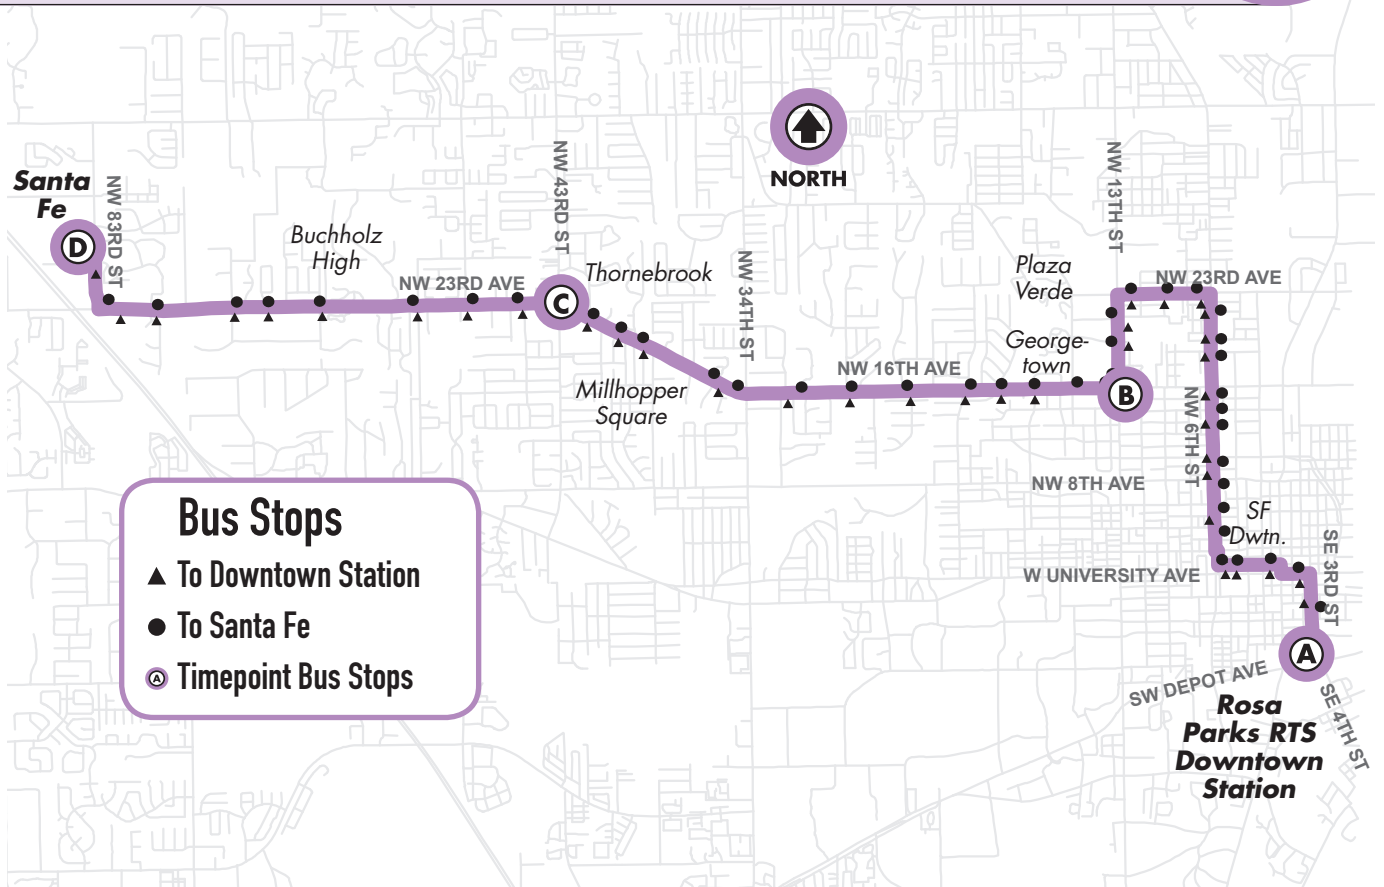 NORTH
Santa
Fe
D
NW 83RD ST
Buchholz
High
NW 23RD AVE
NW 43RD ST
C
Thornebrook
Millhopper
Square
NW 34TH ST
NW 16TH AVE
NW 13TH ST
Plaza
Verde
George-
town
B
NW 23RD AVE
NW 6TH ST
NW 8TH AVE
SF
Dwtn.
W UNIVERSITY AVE
SE 3RD ST
A
SW DEPOT AVE
SE 4TH ST
Rosa
Parks RTS
Downtown
Station
Bus Stops
To Downtown Station
To Santa Fe
A Timepoint Bus Stops